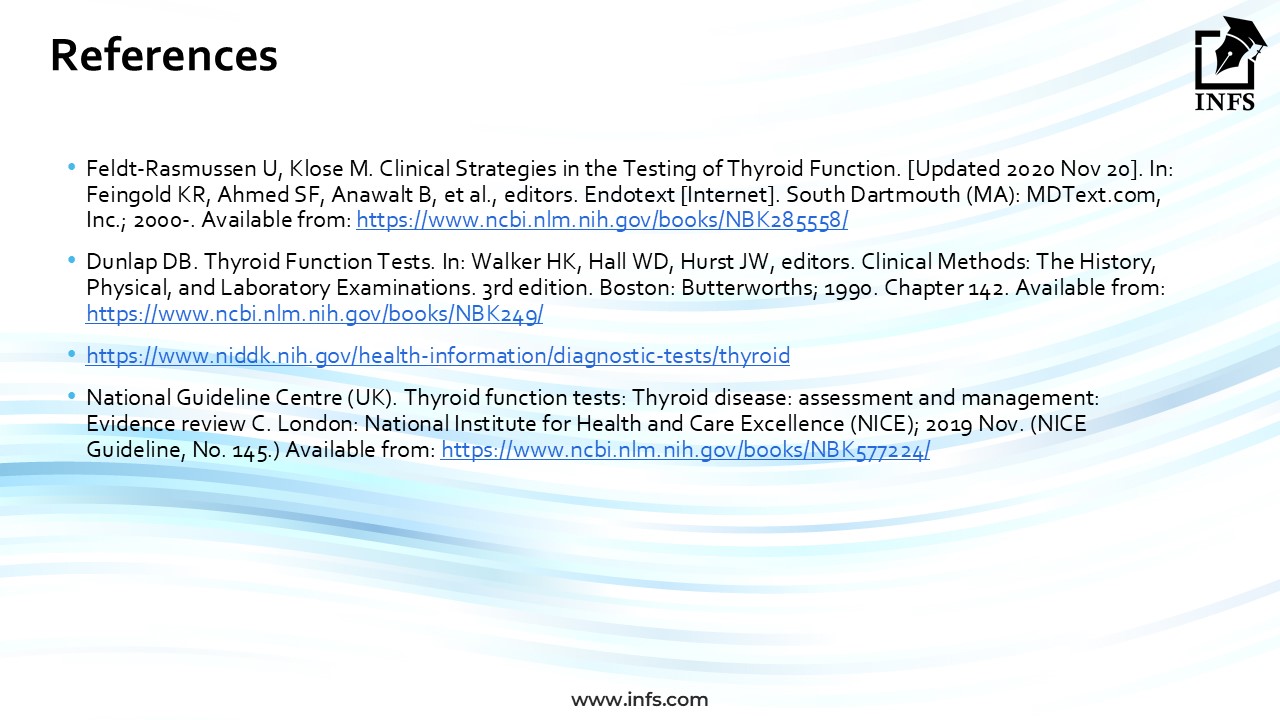 References
INFS
• Feldt-Rasmussen U, Klose M. Clinical Strategies in the Testing of Thyroid Function. [Updated 2020 Nov 20]. In:
Feingold KR, Ahmed SF, Anawalt B, et al., editors. Endotext [Internet]. South Dartmouth (MA): MDText.com,
Inc.; 2000-. Available from: https://www.ncbi.nlm.nih.gov/books/NBK285558/
• Dunlap DB. Thyroid Function Tests. In: Walker HK, Hall WD, Hurst JW, editors. Clinical Methods: The History,
Physical, and Laboratory Examinations. 3rd edition. Boston: Butterworths; 1990. Chapter 142. Available from:
https://www.ncbi.nlm.nih.gov/books/NBK249/
• https://www.niddk.nih.gov/health-information/diagnostic-tests/thyroid
• National Guideline Centre (UK). Thyroid function tests: Thyroid disease: assessment and management:
Evidence review C. London: National Institute for Health and Care Excellence (NICE); 2019 Nov. (NICE
Guideline, No. 145.) Available from: https://www.ncbi.nlm.nih.gov/books/NBK577224/
www.infs.com